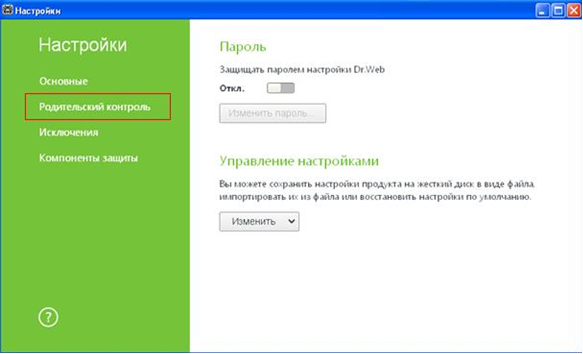 Настройки
Настройки
Основные
Родительский контроль
Исключения
Компоненты защиты
?
Пароль
Защищать паролем настройки Dr.Web
Откл.
Изменить пароль...
Управление настройками
Вы можете сохранить настройки продукта на жесткий диск в виде файла,
импортировать их из файла или восстановить настройки по умолчанию.
Изменить